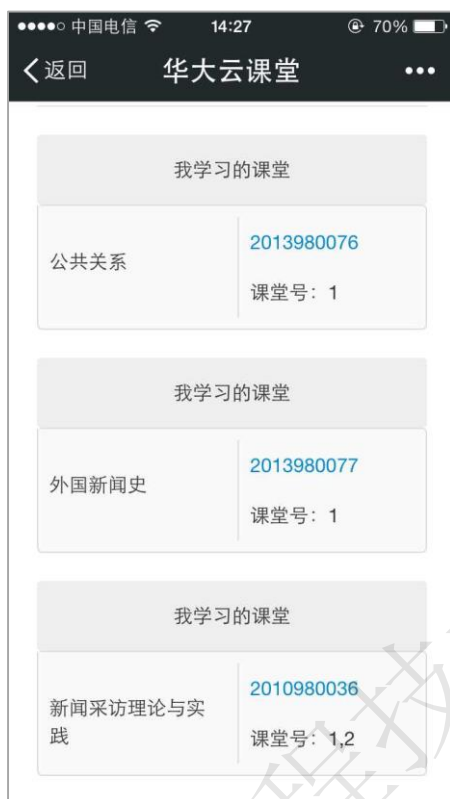 中国电信 14:27 70%
返回 华大云课堂
我学习的课堂
公共关系
2013980076
课堂号：1
我学习的课堂
外国新闻史
2013980077
课堂号：1
我学习的课堂
新闻采访理论与实
践
2010980036
课堂号：1,2
程技